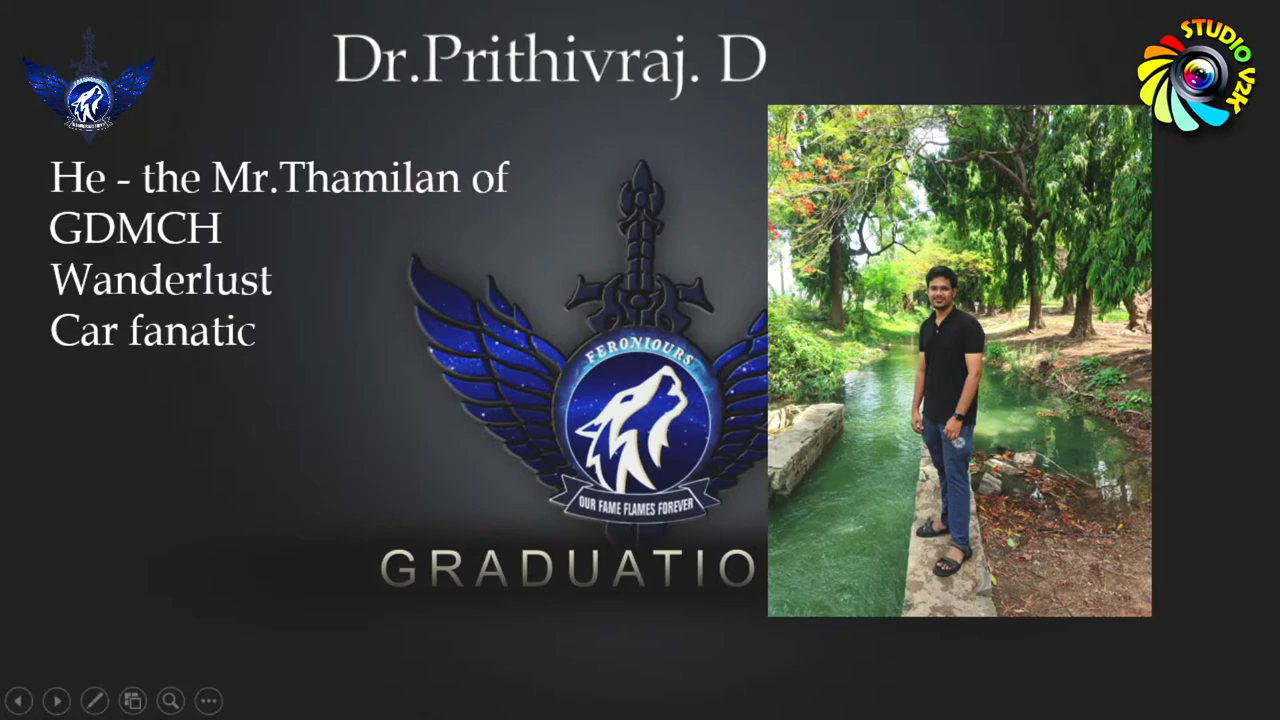 Dr.Prithivraj. D
STUDIO V2K
He - the Mr.Thamilan of
GDMCH
Wanderlust
Car fanatic
FERONIOURS
OUR FAME FLAMES FOREVER
GRADUATIO